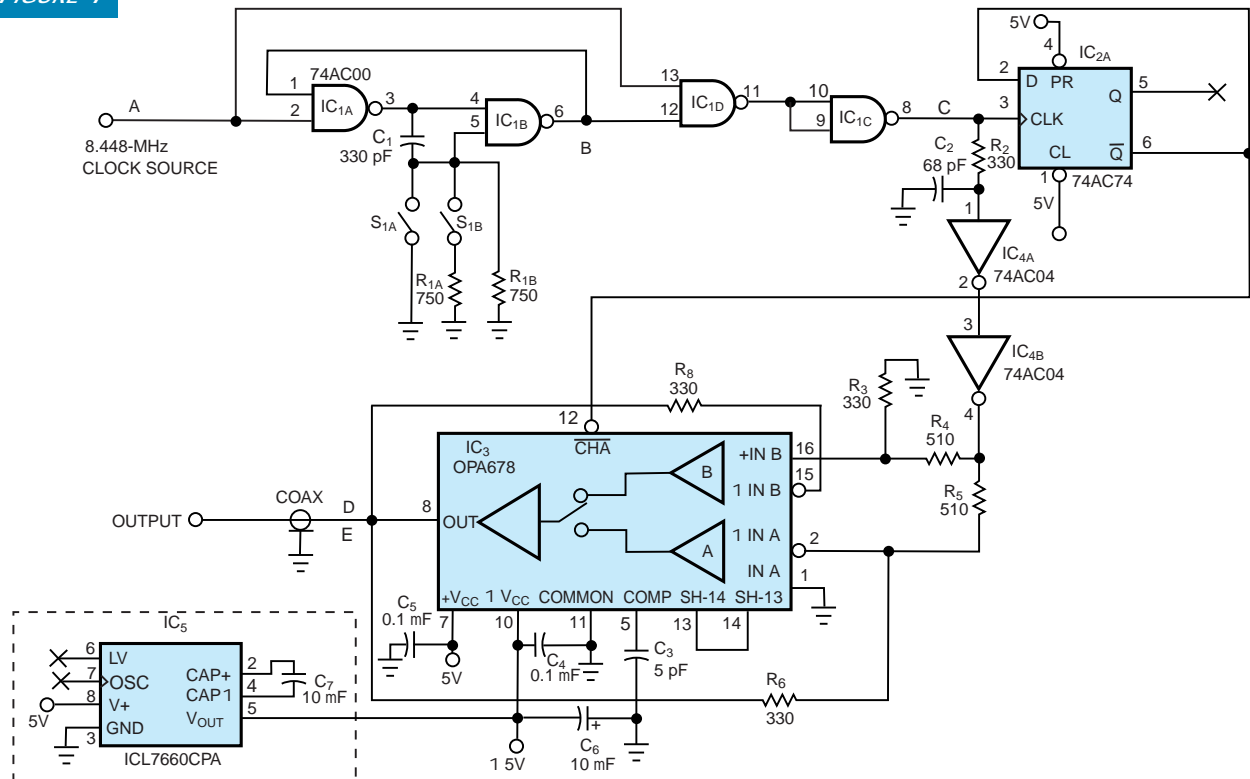 FIGURE 1
A
8.448-MHz
CLOCK SOURCE
74AC00
1
2
IC1A
3
C1
330 pF
4
5
IC1B
6
B
S1A
S1B
R1A
750
R1B
750
13
12
IC1D
11
10
9
IC1C
8
C
5V
4
IC2A
2
D
PR
Q
5
3
CLK
CL
Q
6
1
74AC74
5V
C2
68 pF
R2
330
1
IC4A
74AC04
2
3
IC4B
74AC04
4
R3
330
R4
510
R5
510
R8
330
12
CHA
IC3
OPA678
+IN B
16
15
1 IN B
B
1 IN A
2
A
IN A
1
8
OUT
COAX
OUTPUT
D
E
+VCC
1 VCC
COMMON
COMP
SH-14
SH-13
7
10
11
5
13
14
C5
0.1 mF
5V
C4
0.1 mF
C3
5 pF
R6
330
C6
+
10 mF
1 5V
IC5
6
LV
7
OSC
8
V+
5V
GND
3
CAP+
2
CAP1
4
VOUT
5
C7
10 mF
ICL7660CPA